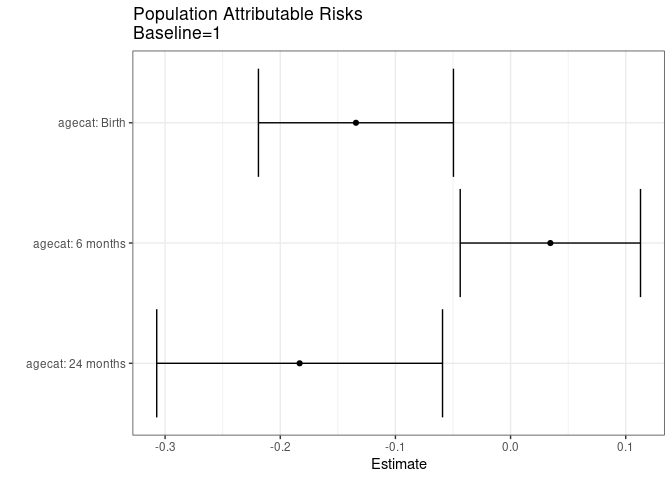 Population Attributable Risks
Baseline=1
agecat: Birth
agecat: 6 months
agecat: 24 months
-0.3 -0.2 -0.1 0.0 0.1
Estimate